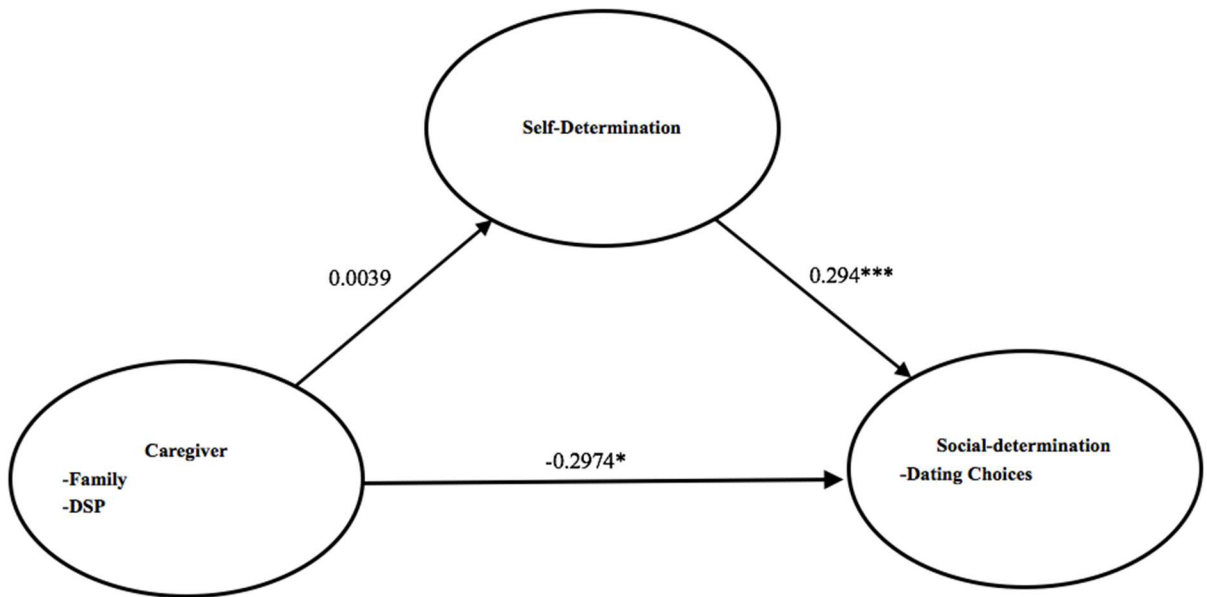 Self-Determination
0.0039
0.294***
Caregiver
-Family
-DSP
-0.2974*
Social-determination
-Dating Choices